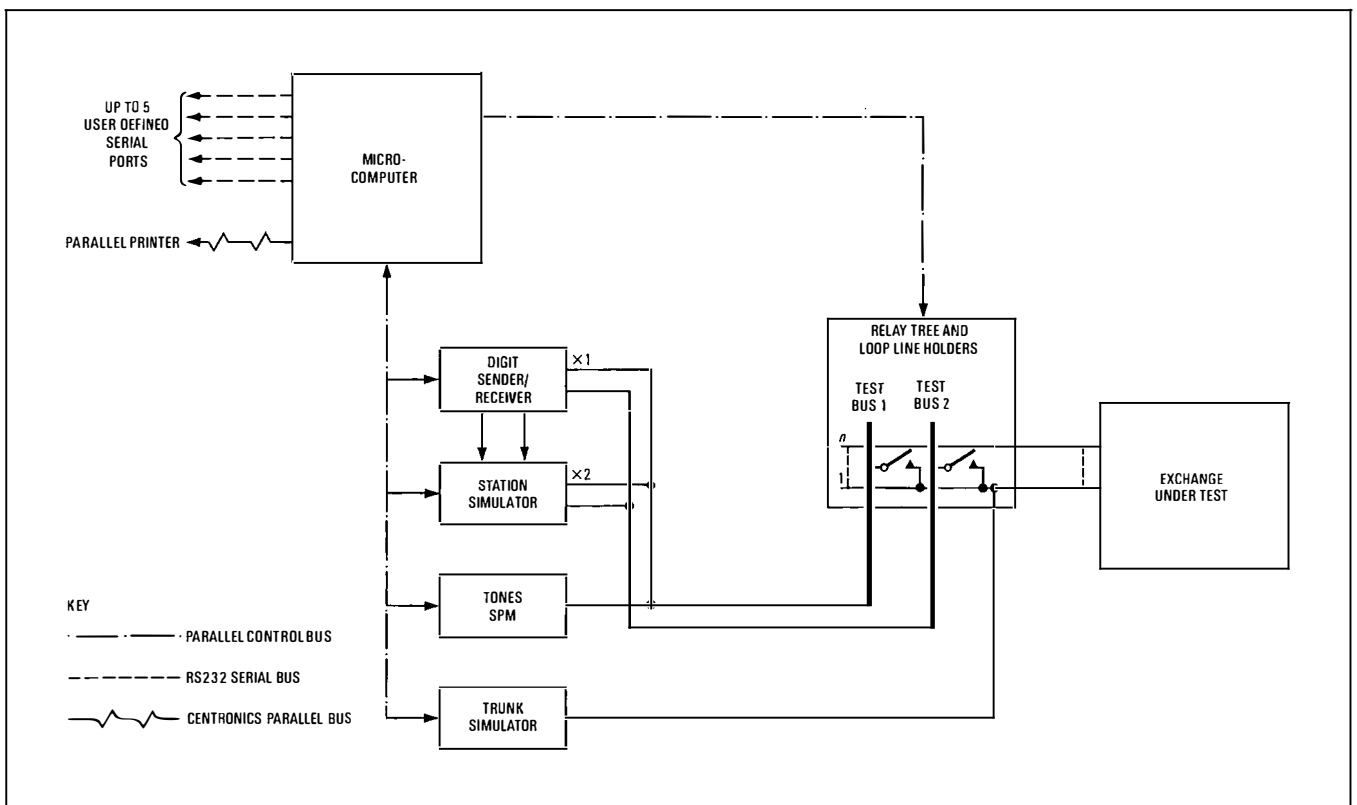 UP TO 5
USER DEFINED
SERIAL
PORTS
PARALLEL PRINTER
MICRO-
COMPUTER
DIGIT
SENDER/
RECEIVER
×1
STATION
SIMULATOR
×2
TONES
SPM
TRUNK
SIMULATOR
RELAY TREE AND
LOOP LINE HOLDERS
TEST
BUS 1
TEST
BUS 2
n
1
EXCHANGE
UNDER TEST
KEY
PARALLEL CONTROL BUS
RS232 SERIAL BUS
CENTRONICS PARALLEL BUS